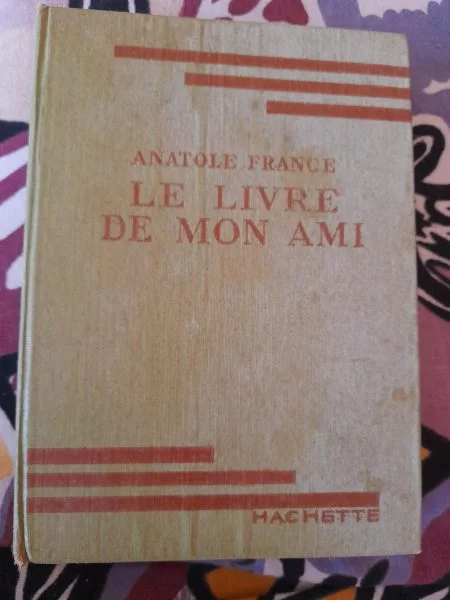 ANATOLE FRANCE
LE LIVRE
DE MON AMI
HACHETTE